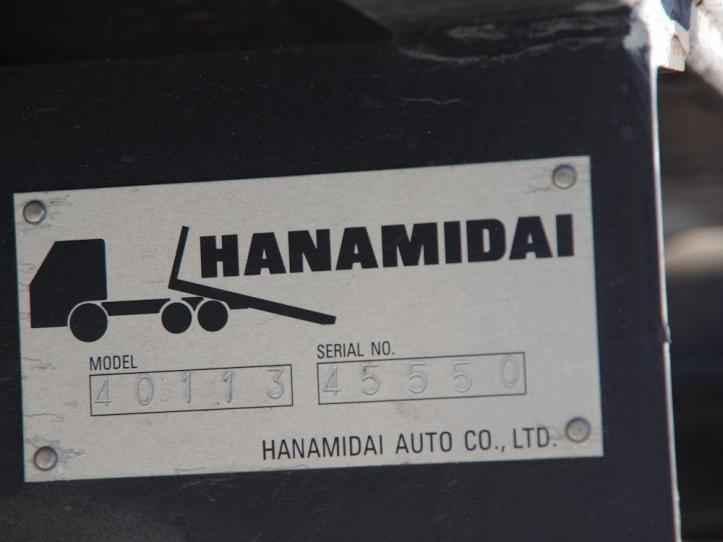 HANAMIDAI
MODEL
40113
SERIAL NO.
45550
HANAMIDAI AUTO CO., LTD.